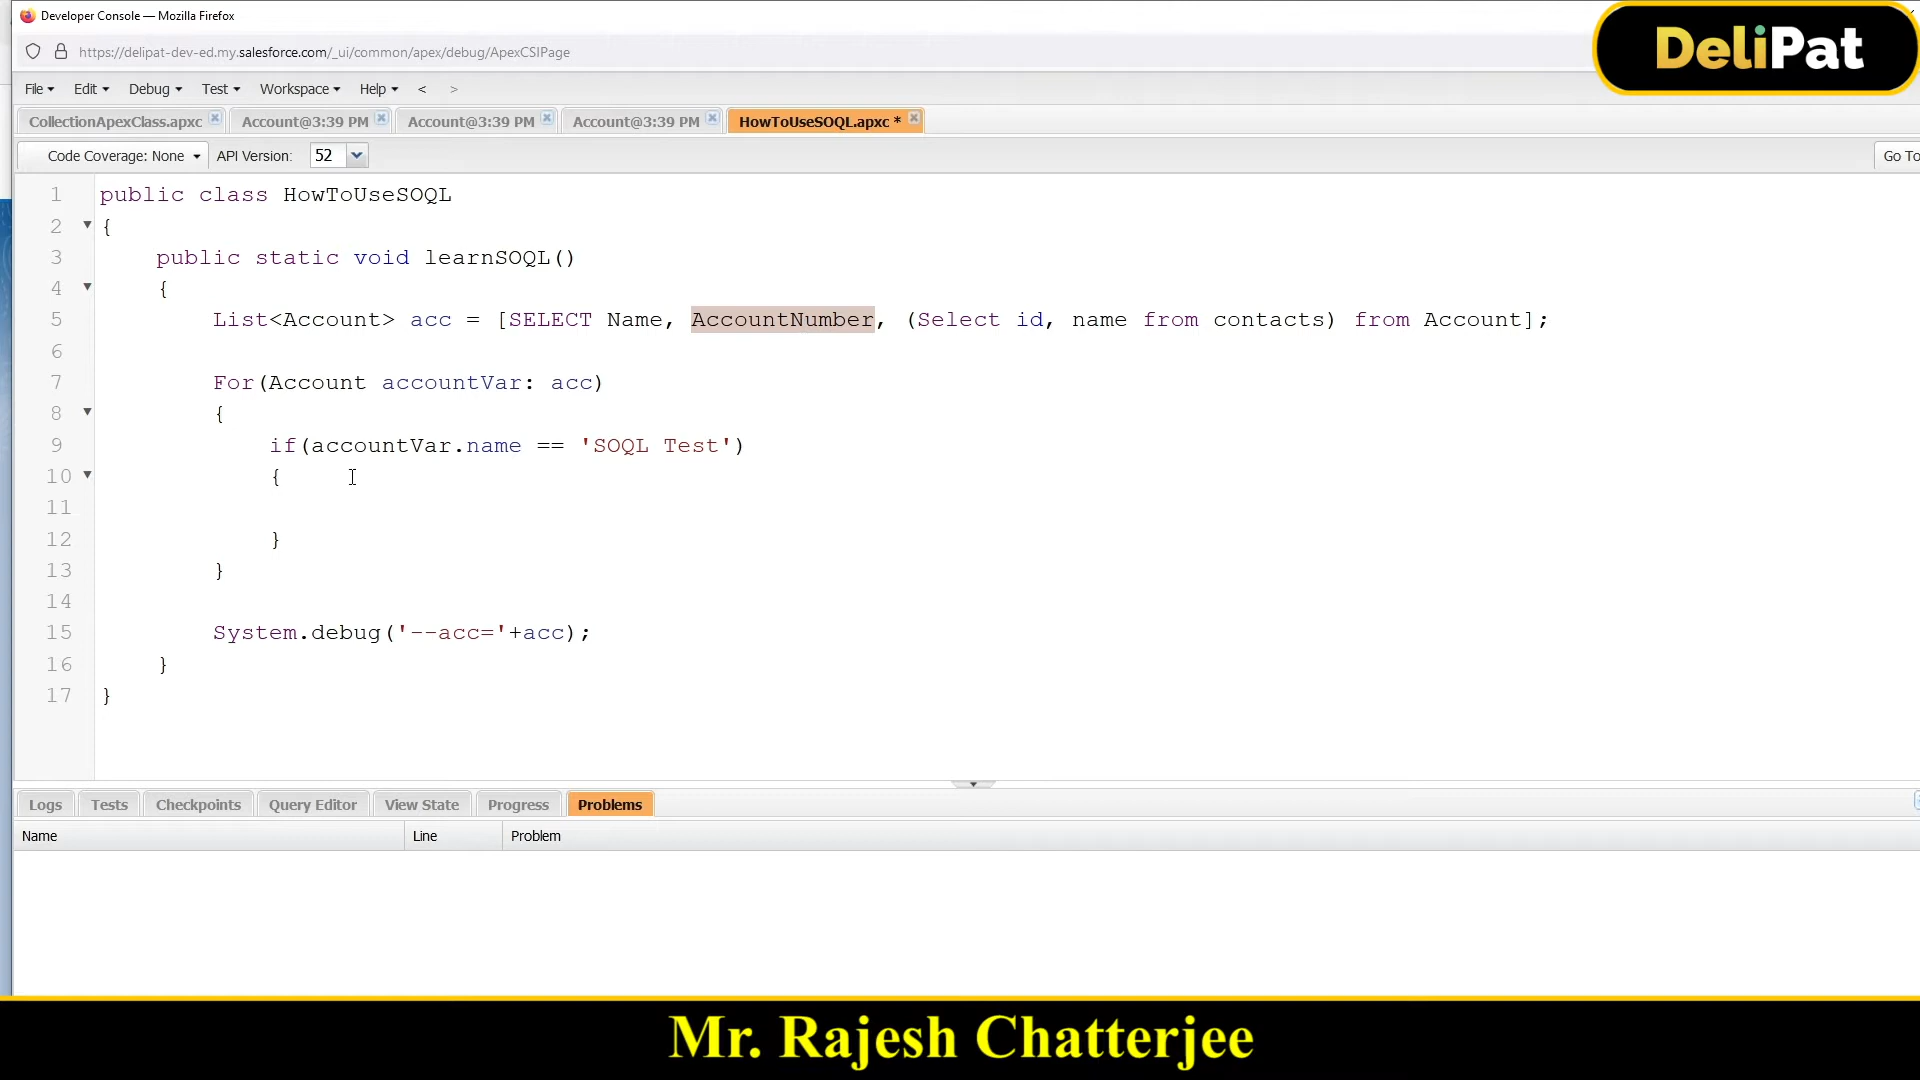 Developer Console — Mozilla Firefox
DeliPat
https://delipat-dev-ed.my.salesforce.com/_ui/common/apex/debug/ApexCSIPage
File Edit Debug Test Workspace Help < >
CollectionApexClass.apxc Account@3:39 PM Account@3:39 PM Account@3:39 PM HowToUseSOQL.apxc *
Code Coverage: None API Version: 52 Go To
1 public class HowToUseSOQL
2 {
3 public static void learnSOQL()
4 {
5 List<Account> acc = [SELECT Name, AccountNumber, (Select id, name from contacts) from Account];
6
7 For(Account accountVar: acc)
8 {
9 if(accountVar.name == 'SOQL Test')
10 {
11
12 }
13 }
14
15 System.debug('--acc='+acc);
16 }
17 }
Logs Tests Checkpoints Query Editor View State Progress Problems
Name Line Problem
Mr. Rajesh Chatterjee